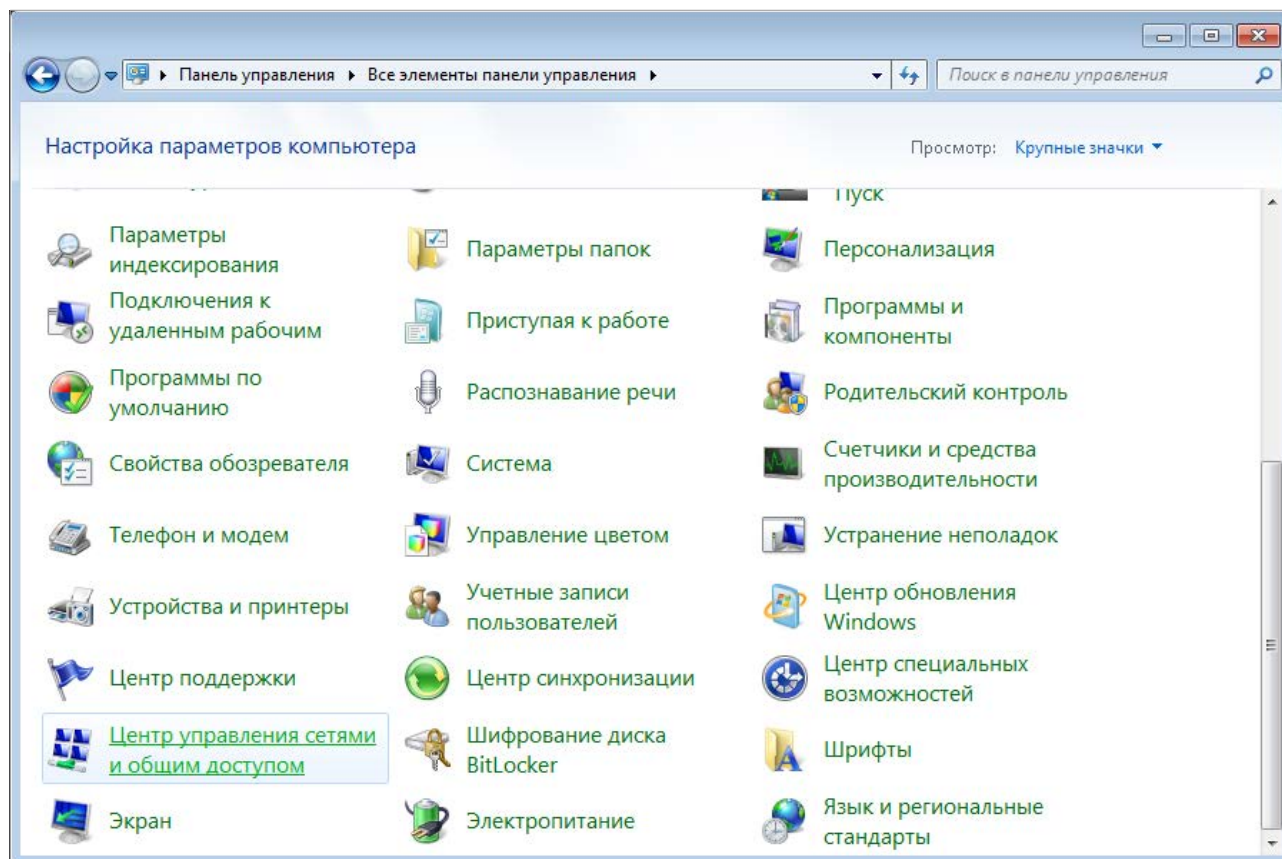 Панель управления ▸ Все элементы панели управления ▸
Поиск в панели управления
Настройка параметров компьютера
Просмотр: Крупные значки
Пуск
Параметры
индексирования
Параметры папок
Персонализация
Подключения к
удаленным рабочим
Приступая к работе
Программы и
компоненты
Программы по
умолчанию
Распознавание речи
Родительский контроль
Свойства обозревателя
Система
Счетчики и средства
производительности
Телефон и модем
Управление цветом
Устранение неполадок
Устройства и принтеры
Учетные записи
пользователей
Центр обновления
Windows
Центр поддержки
Центр синхронизации
Центр специальных
возможностей
Центр управления сетями
и общим доступом
Шифрование диска
BitLocker
Шрифты
Экран
Электропитание
Язык и региональные
стандарты